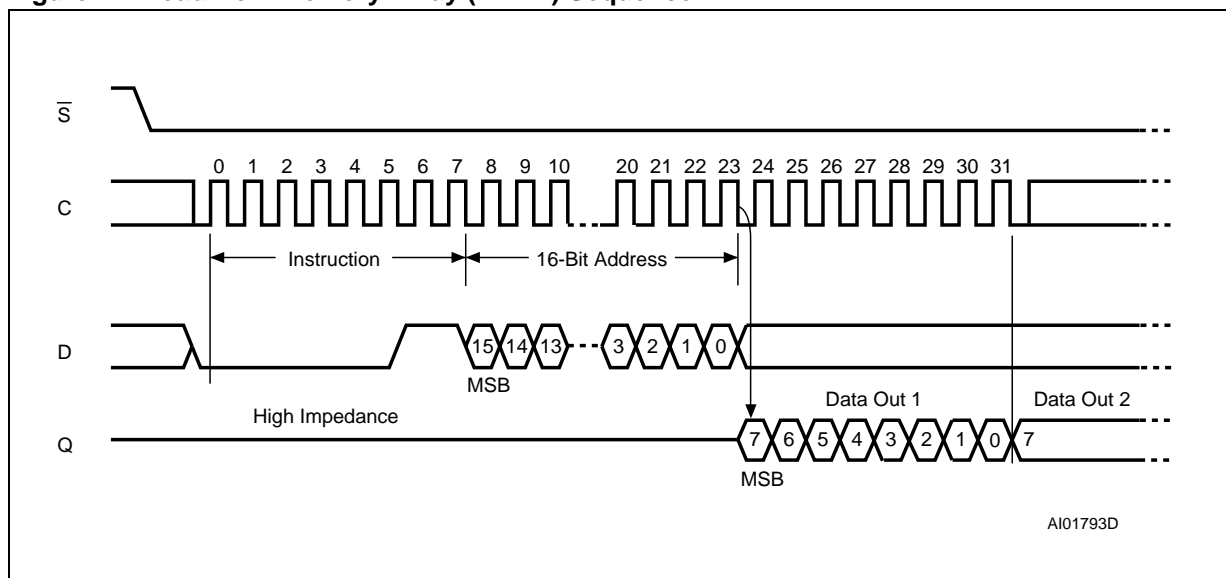 S
0 1 2 3 4 5 6 7 8 9 10 20 21 22 23 24 25 26 27 28 29 30 31
C
Instruction 16-Bit Address
D
15 14 13 3 2 1 0
MSB
High Impedance Data Out 1 Data Out 2
Q
7 6 5 4 3 2 1 0 7
MSB
AI01793D